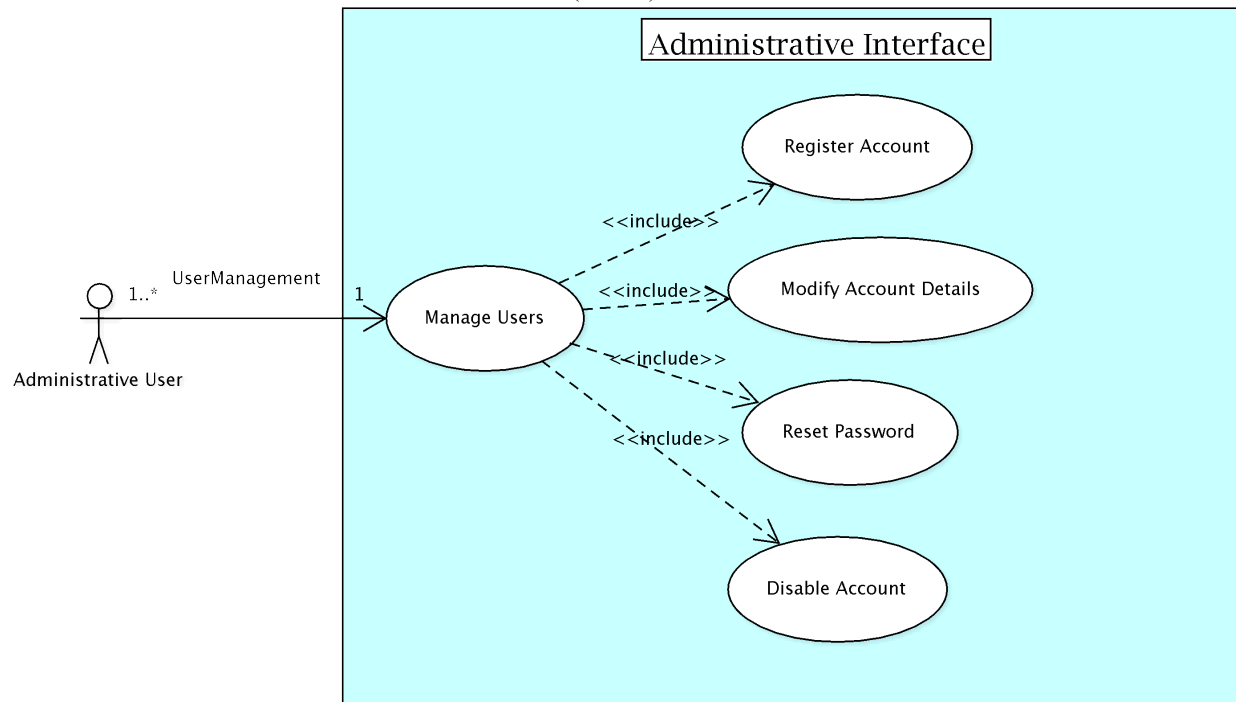 Administrative Interface
Register Account
<<include>>
UserManagement
1..*
1
<<include>>
Modify Account Details
Manage Users
<<include>>
Administrative User
Reset Password
<<include>>
Disable Account